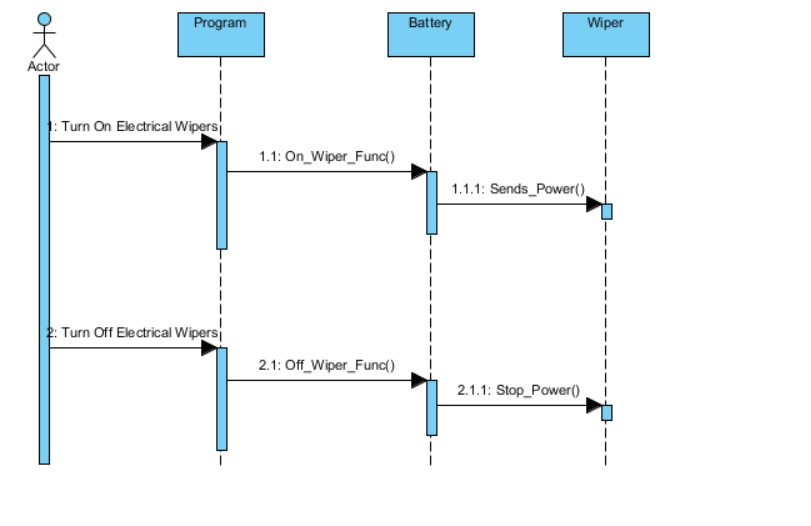 Program
Battery
Wiper
Actor
1: Turn On Electrical Wipers
1.1: On_Wiper_Func()
1.1.1: Sends_Power()
2: Turn Off Electrical Wipers
2.1: Off_Wiper_Func()
2.1.1: Stop_Power()